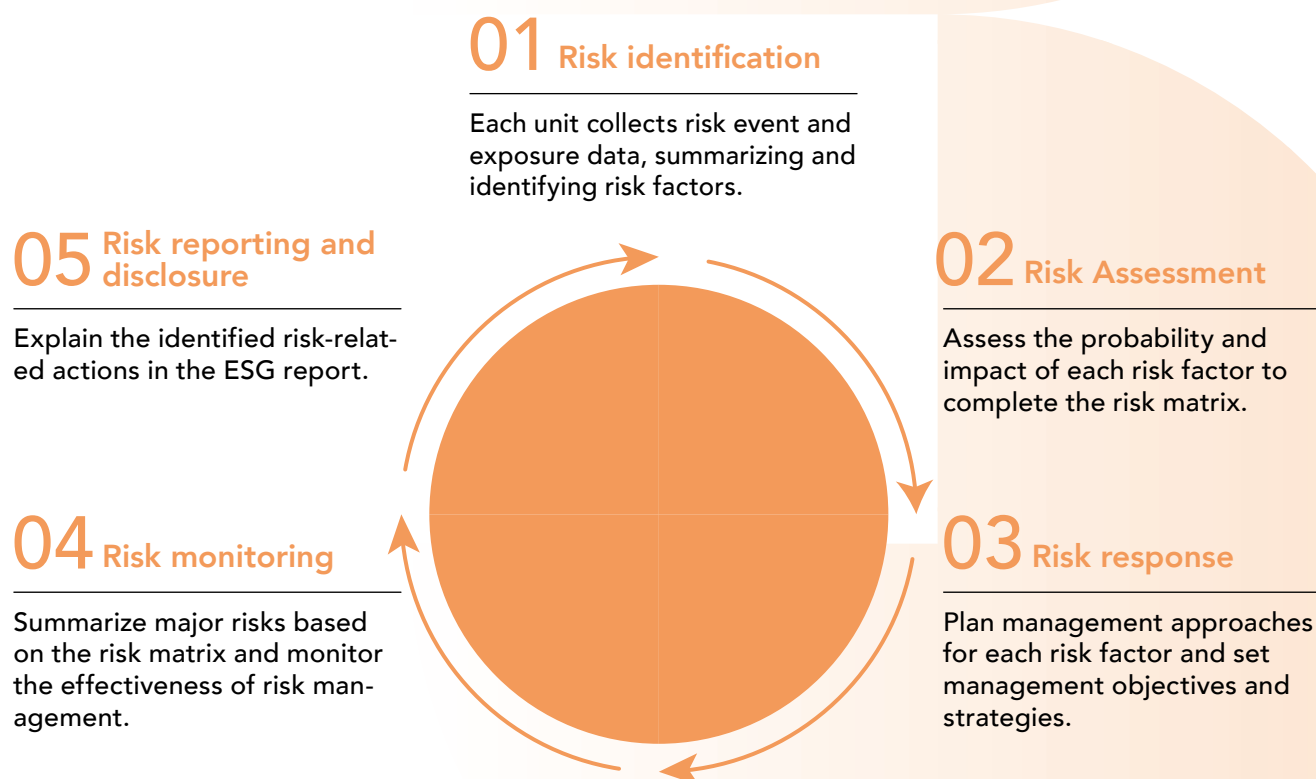 01 Risk identification
Each unit collects risk event and
exposure data, summarizing and
identifying risk factors.
02 Risk Assessment
Assess the probability and
impact of each risk factor to
complete the risk matrix.
03 Risk response
Plan management approaches
for each risk factor and set
management objectives and
strategies.
04 Risk monitoring
Summarize major risks based
on the risk matrix and monitor
the effectiveness of risk man-
agement.
05 Risk reporting and
disclosure
Explain the identified risk-relat-
ed actions in the ESG report.